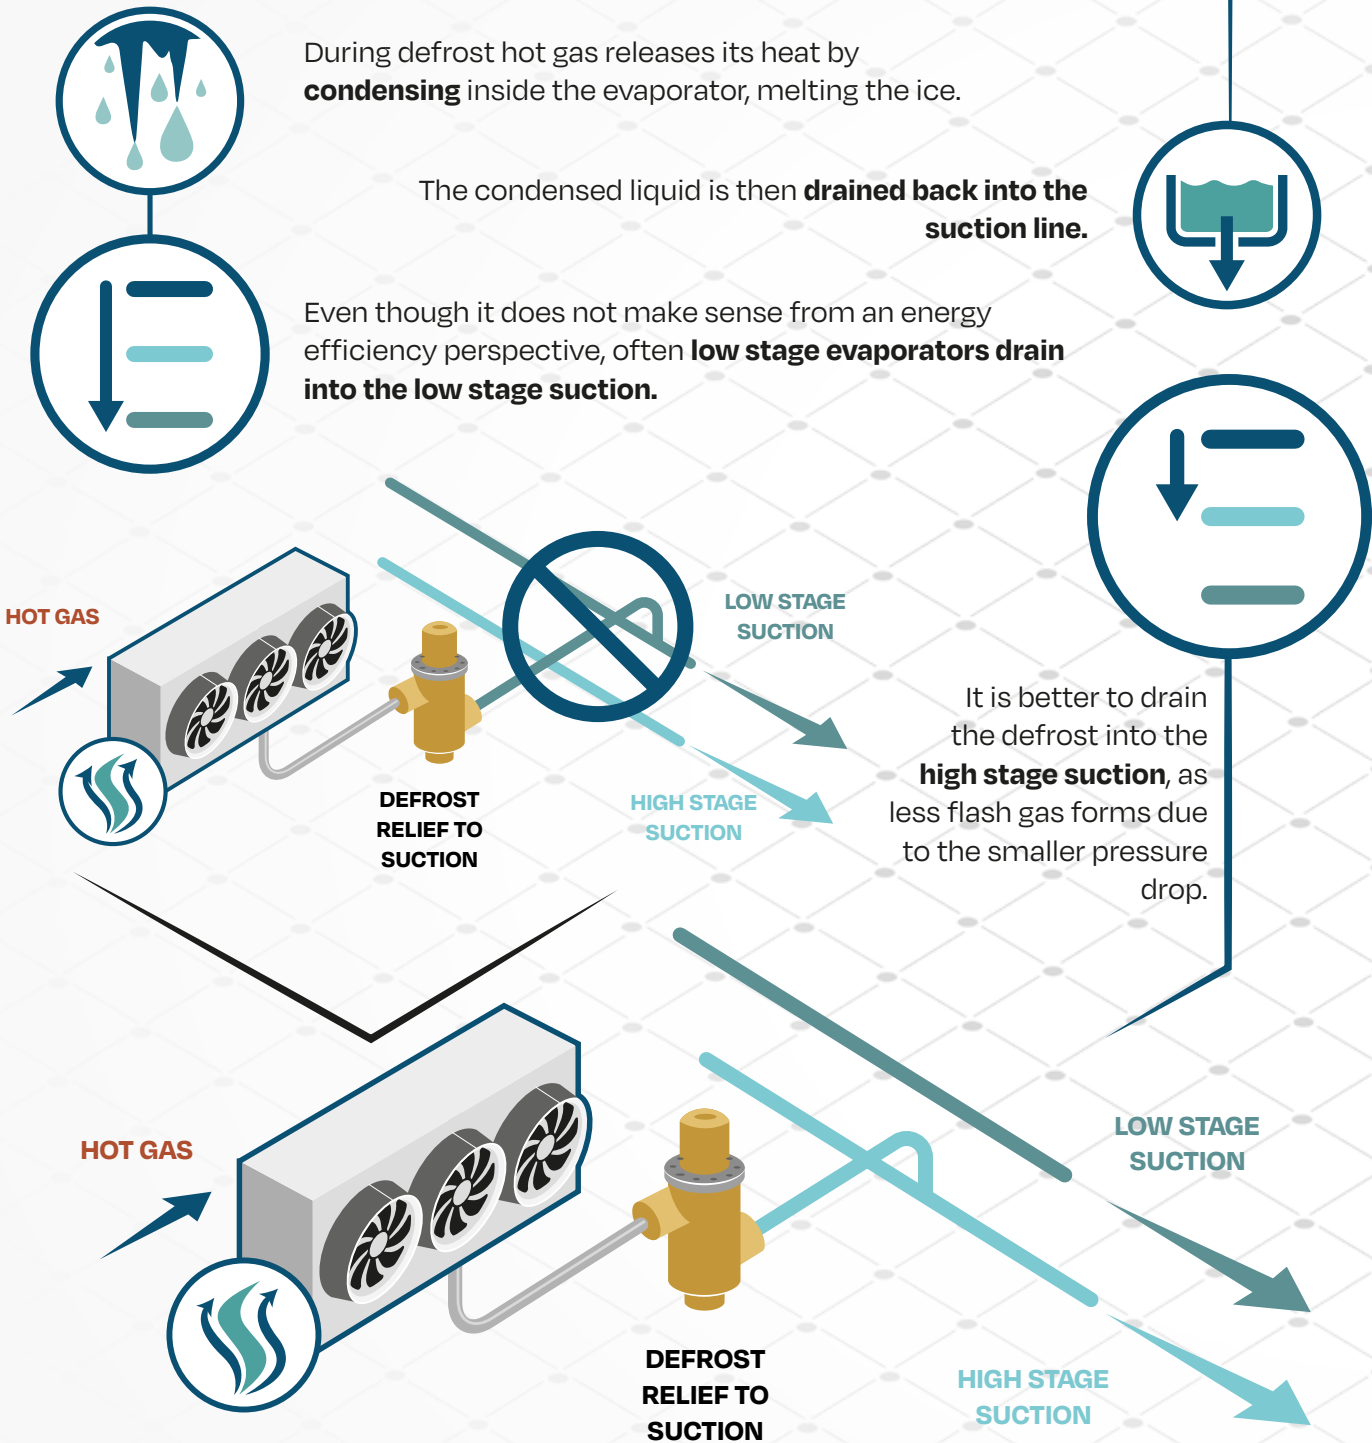 During defrost hot gas releases its heat by
condensing inside the evaporator, melting the ice.
The condensed liquid is then drained back into the
suction line.
Even though it does not make sense from an energy
efficiency perspective, often low stage evaporators drain
into the low stage suction.
HOT GAS
LOW STAGE
SUCTION
DEFROST
RELIEF TO
SUCTION
HIGH STAGE
SUCTION
It is better to drain
the defrost into the
high stage suction, as
less flash gas forms due
to the smaller pressure
drop.
HOT GAS
LOW STAGE
SUCTION
DEFROST
RELIEF TO
SUCTION
HIGH STAGE
SUCTION